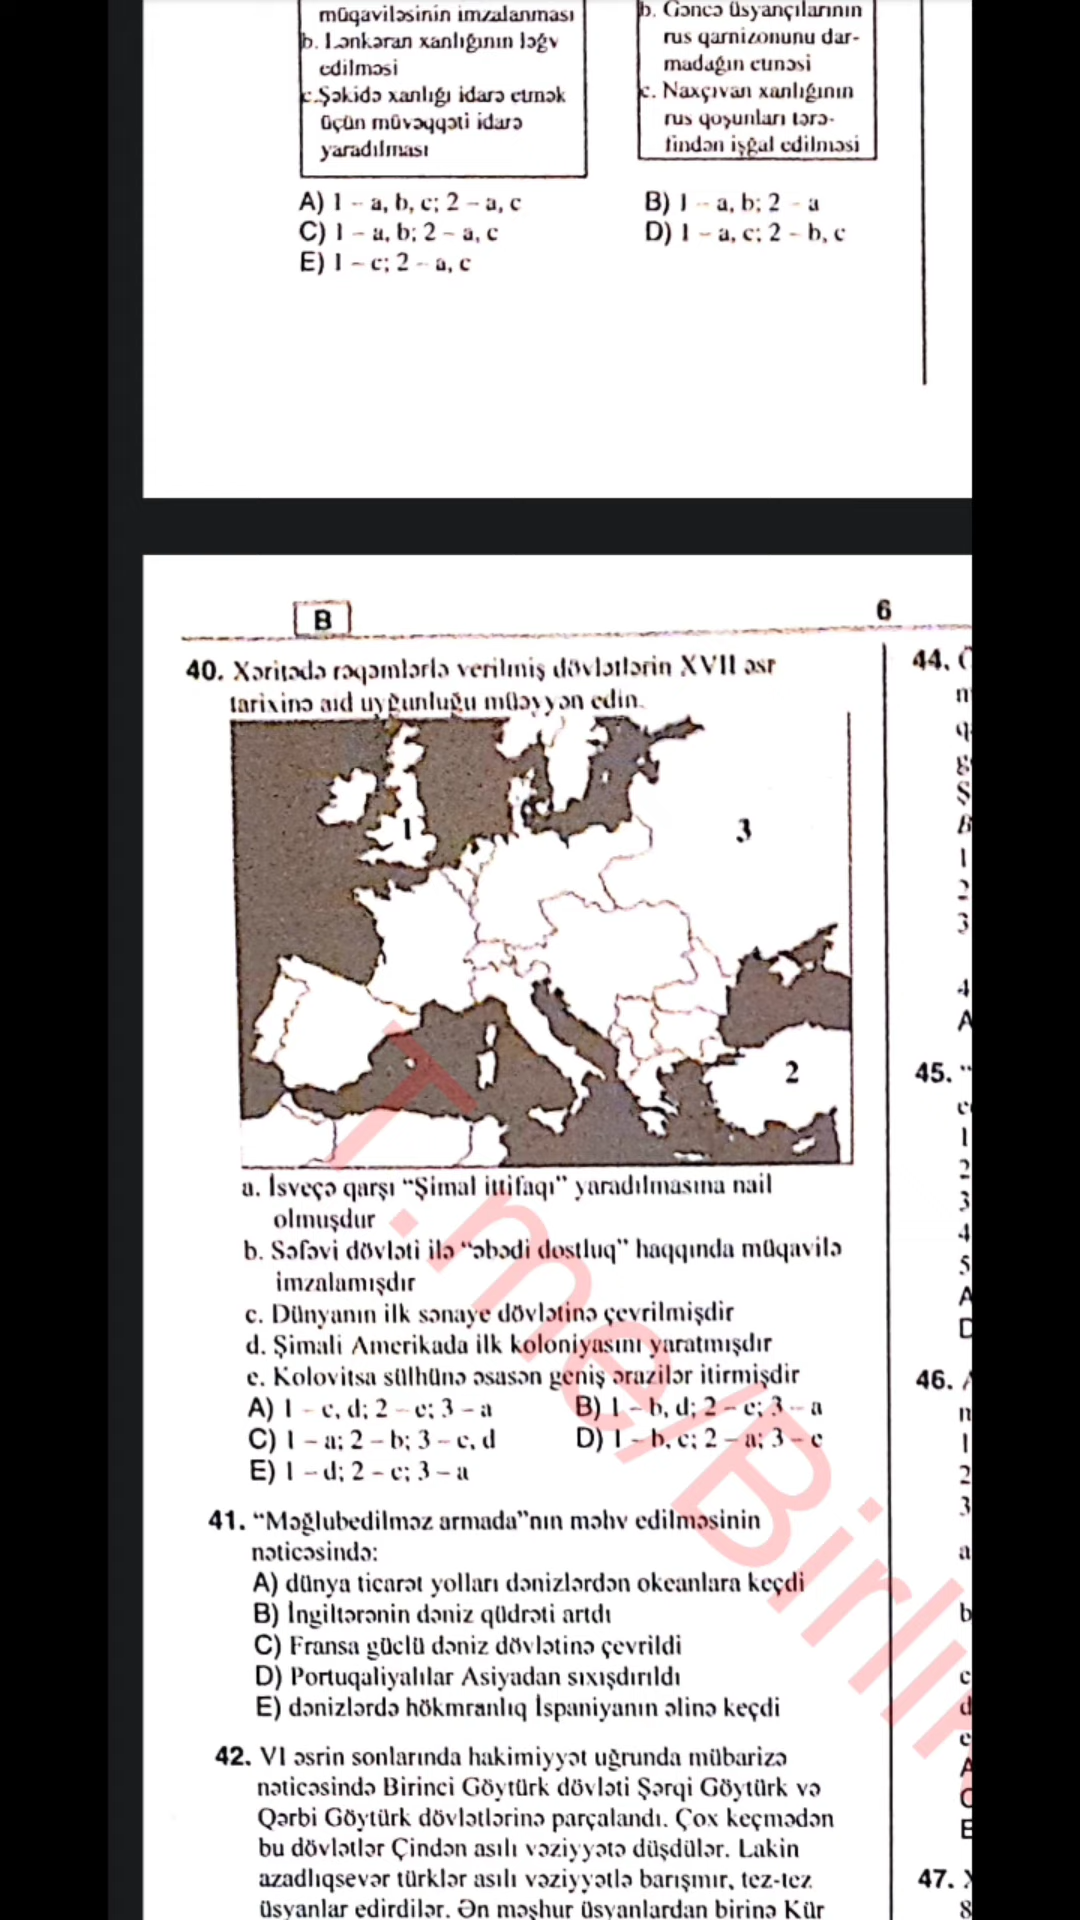 müqaviləsinin imzalanması
b. Lənkəran xanlığının ləğv
edilməsi
c. Şəkidə xanlığı idarə etmək
üçün müvəqqəti idarə
yaradılması
b. Gəncə üsyançılarının
rus qarnizonunu dar-
madağın etməsi
c. Naxçıvan xanlığının
rus qoşunları tərə-
findən işğal edilməsi
A) 1 – a, b, c; 2 – a, c
B) 1 – a, b; 2 – a
C) 1 – a, b; 2 – a, c
D) 1 – a, c; 2 – b, c
E) 1 – c; 2 – a, c
B
6
40. Xəritədə rəqəmlərlə verilmiş dövlətlərin XVII əsr
tarixinə aid uyğunluğu müəyyən edin.
1
3
2
a. İsveçə qarşı “Şimal ittifaqı” yaradılmasına nail
olmuşdur
b. Səfəvi dövləti ilə “əbədi dostluq” haqqında müqavilə
imzalamışdır
c. Dünyanın ilk sənaye dövlətinə çevrilmişdir
d. Şimali Amerikada ilk koloniyasını yaratmışdır
e. Kolovitsa sülhünə əsasən geniş ərazilər itirmişdir
C) 1 – a; 2 – b; 3 – c, d
41. “Məğlubedilməz armada”nın məhv edilməsinin
nəticəsində:
A) dünya ticarət yolları dənizlərdən okeanlara keçdi
B) İngiltərənin dəniz qüdrəti artdı
C) Fransa güclü dəniz dövlətinə çevrildi
D) Portuqaliyalılar Asiyadan sıxışdırıldı
E) dənizlərdə hökmranlıq İspaniyanın əlinə keçdi
42. VI əsrin sonlarında hakimiyyət uğrunda mübarizə
nəticəsində Birinci Göytürk dövləti Şərqi Göytürk və
Qərbi Göytürk dövlətlərinə parçalandı. Çox keçmədən
bu dövlətlər Çindən asılı vəziyyətə düşdülər. Lakin
azadlıqsevər türklər asılı vəziyyətlə barışmır, tez-tez
üsyanlar edirdilər. Ən məşhur üsyanlardan birinə Kür
44.
45.
1
2
3
4
5
46.
1
2
3
47.
T.me/Birli